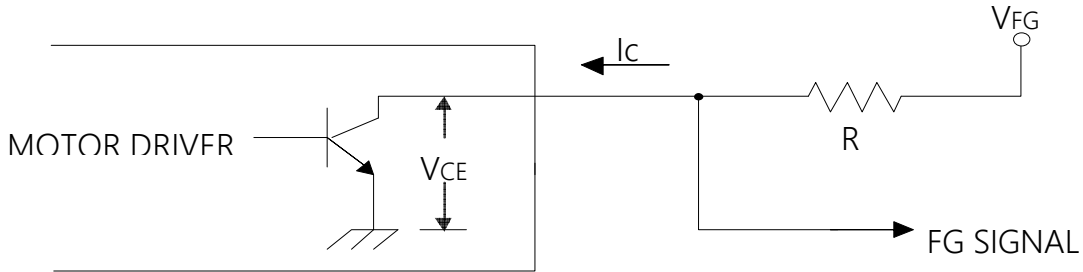 VFG
IC
MOTOR DRIVER
R
VCE
FG SIGNAL